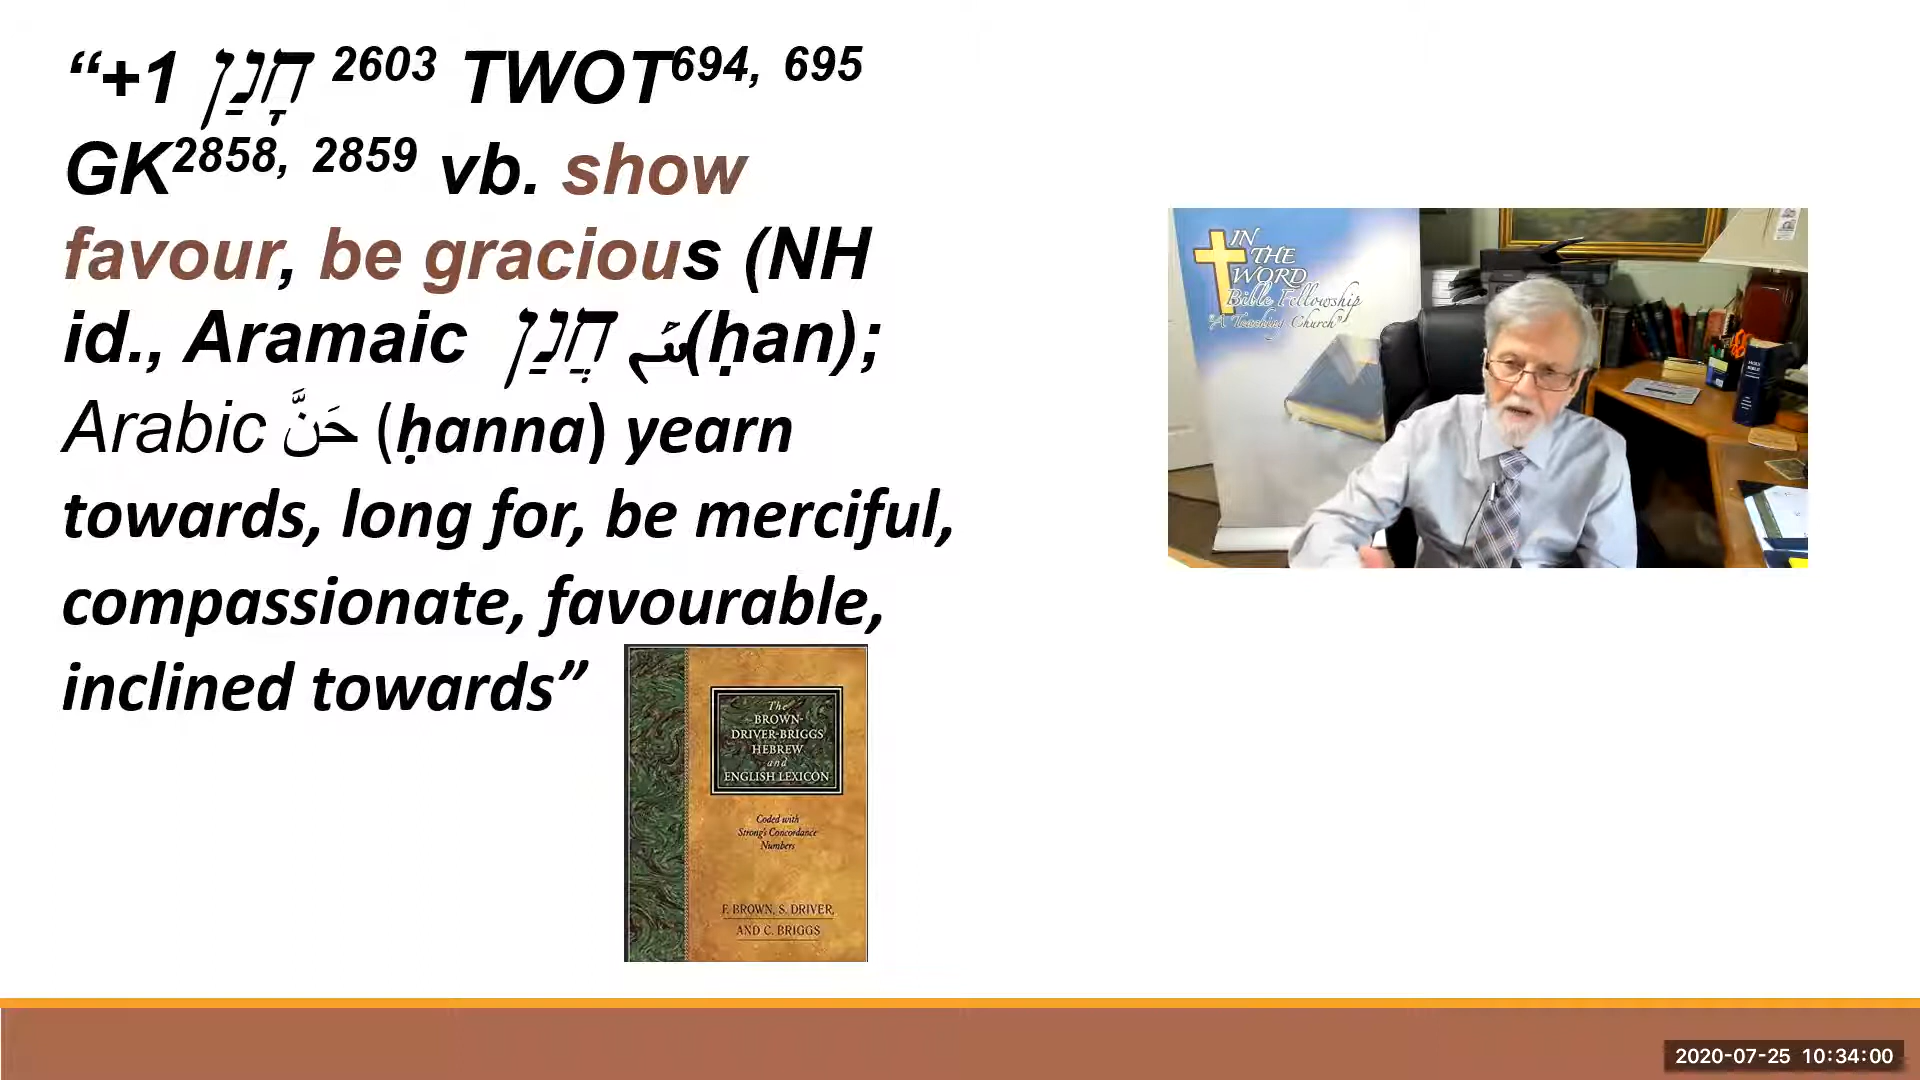 “+1 חָנַן 2603 TWOT694, 695
GK2858, 2859 vb. show
favour, be gracious (NH
id., Aramaic חֲנַן (ḥan);
Arabic حَنَّ (ḥanna) yearn
towards, long for, be merciful,
compassionate, favourable,
inclined towards”
The
BROWN-
DRIVER-BRIGGS
HEBREW
and
ENGLISH LEXICON
Coded with
Strong's Concordance
Numbers
F. BROWN, S. DRIVER,
AND C. BRIGGS
IN
THE
WORD
Bible Fellowship
"A Teaching Church"
HOLY
BIBLE
2020-07-25 10:34:00